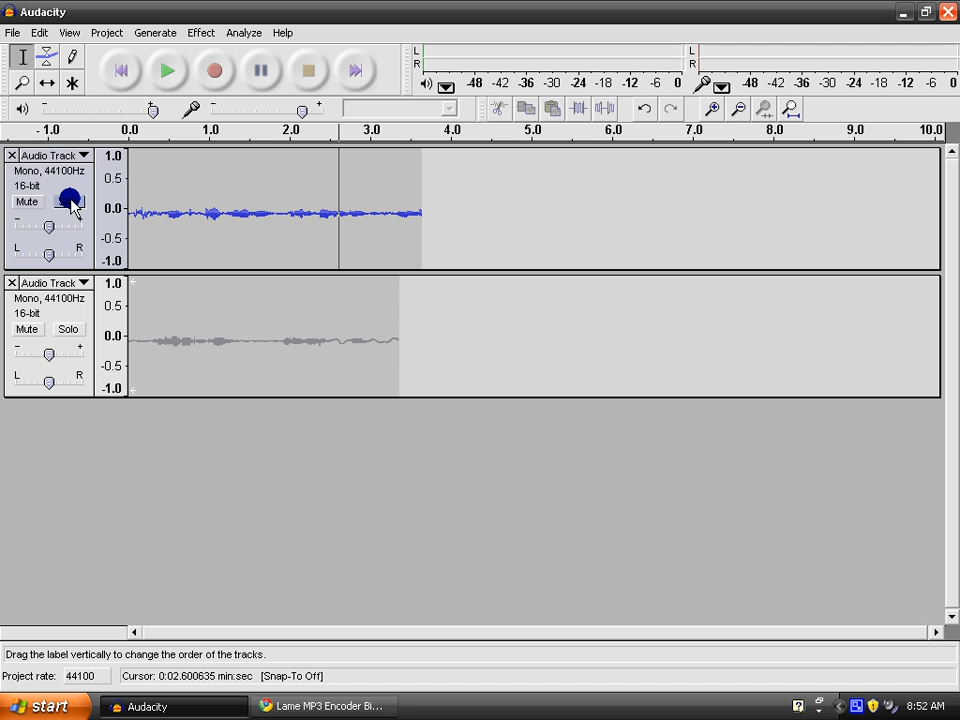 Audacity
File Edit View Project Generate Effect Analyze Help
L
R
-48 -42 -36 -30 -24 -18 -12 -6 0
L
R
-48 -42 -36 -30 -24 -18 -12 -6 0
- + - +
- 1.0 0.0 1.0 2.0 3.0 4.0 5.0 6.0 7.0 8.0 9.0 10.0
Audio Track
Mono, 44100Hz
16-bit
Mute
- +
L R
1.0
0.5
0.0
-0.5
-1.0
Audio Track
Mono, 44100Hz
16-bit
Mute Solo
- +
L R
1.0
0.5
0.0
-0.5
-1.0
Drag the label vertically to change the order of the tracks.
Project rate: 44100 Cursor: 0:02.600635 min:sec [Snap-To Off]
start Audacity Lame MP3 Encoder Bi... 8:52 AM